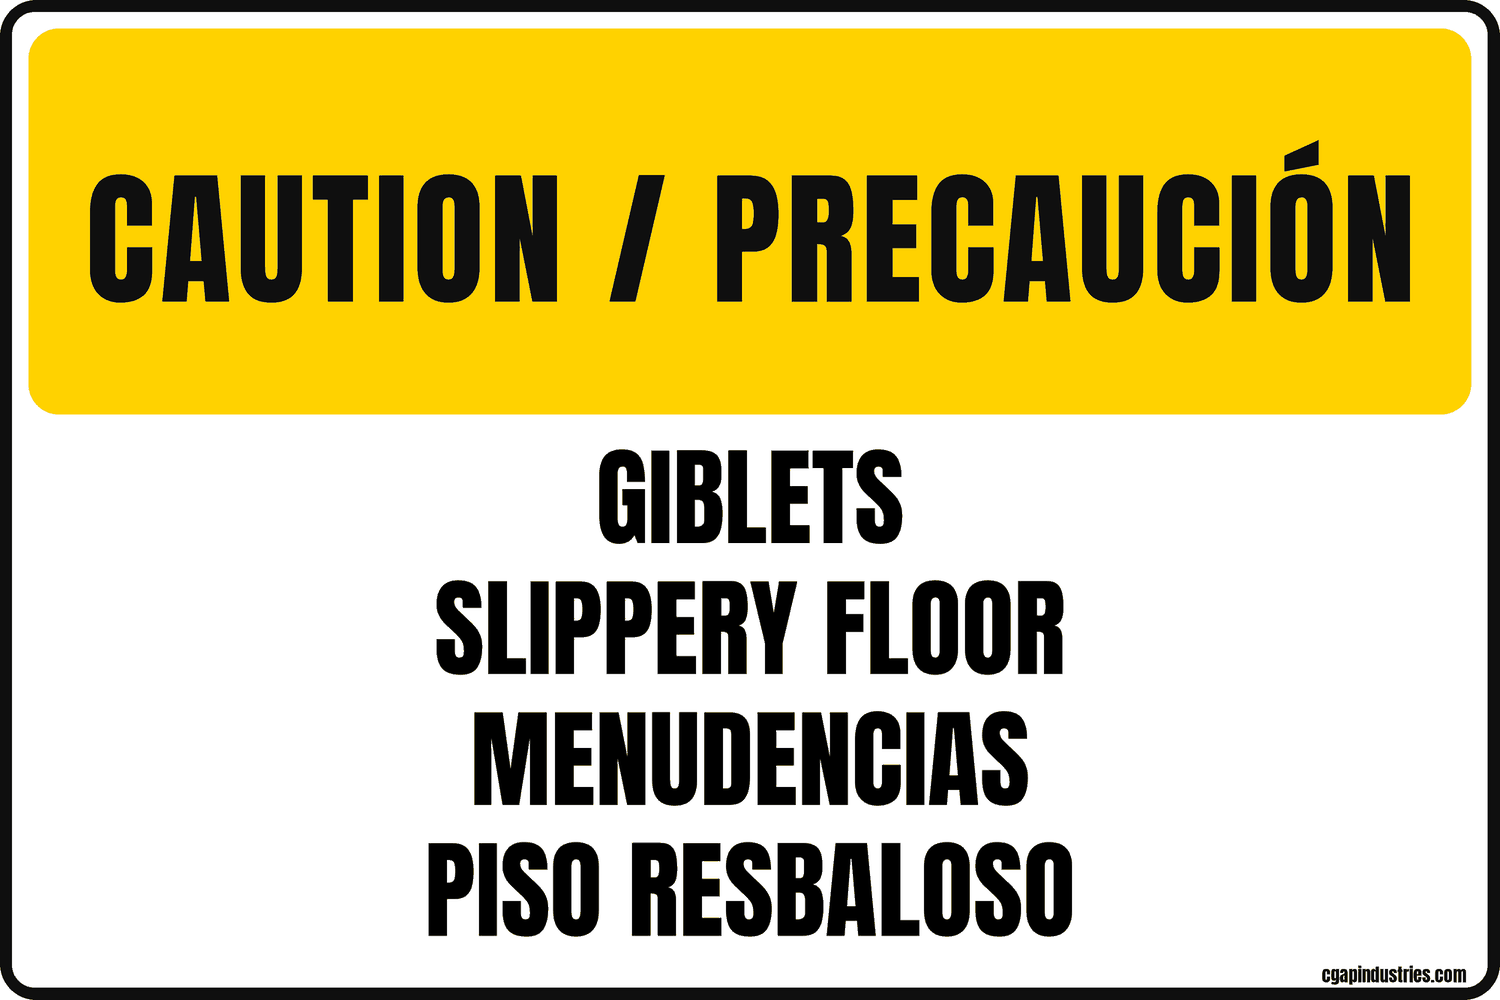 CAUTION / PRECAUCIÓN
GIBLETS
SLIPPERY FLOOR
MENUDENCIAS
PISO RESBALOSO
cgapindustries.com